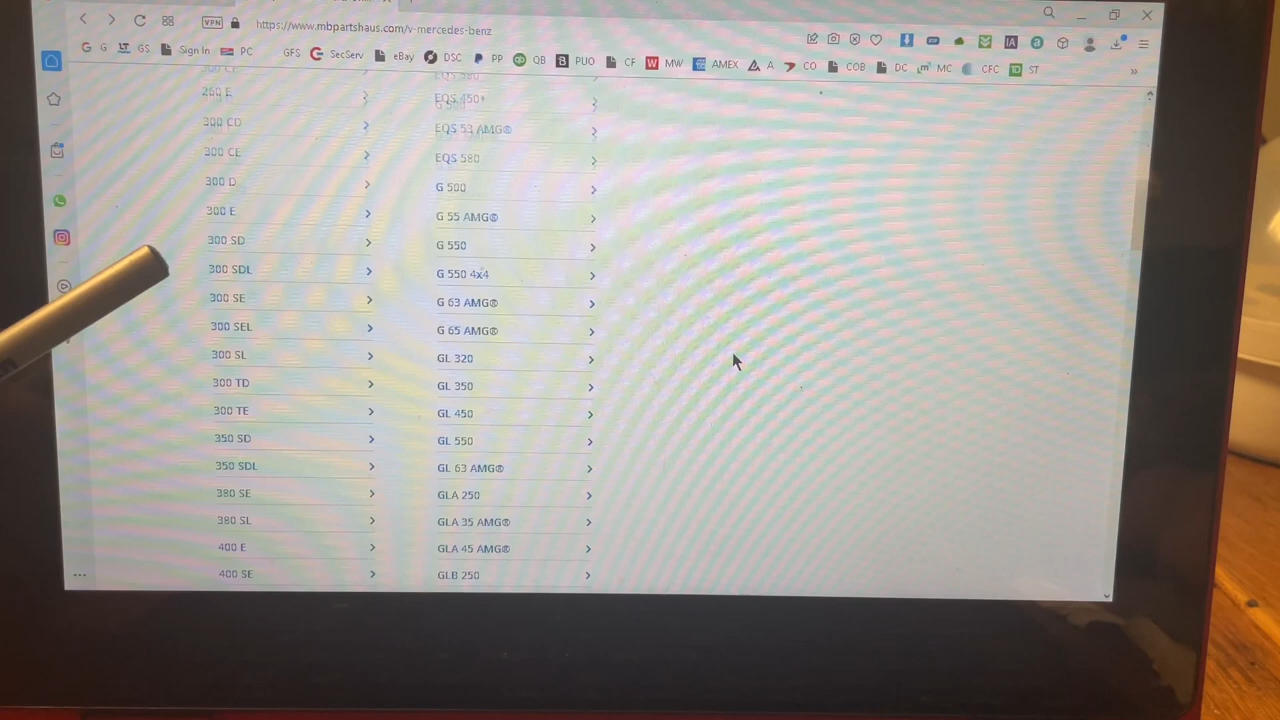 VPN https://www.mbpartshaus.com/v-mercedes-benz
G GS Sign In PC GFS SecServ eBay DSC PP QB PUO CF MW AMEX A CO COB DC MC CFC ST
260 E
300 CD
300 CE
300 D
300 E
300 SD
300 SDL
300 SE
300 SEL
300 SL
300 TD
300 TE
350 SD
350 SDL
380 SE
380 SL
400 E
400 SE
EQS 450+
EQS 53 AMG®
EQS 580
G 500
G 55 AMG®
G 550
G 550 4x4
G 63 AMG®
G 65 AMG®
GL 320
GL 350
GL 450
GL 550
GL 63 AMG®
GLA 250
GLA 35 AMG®
GLA 45 AMG®
GLB 250